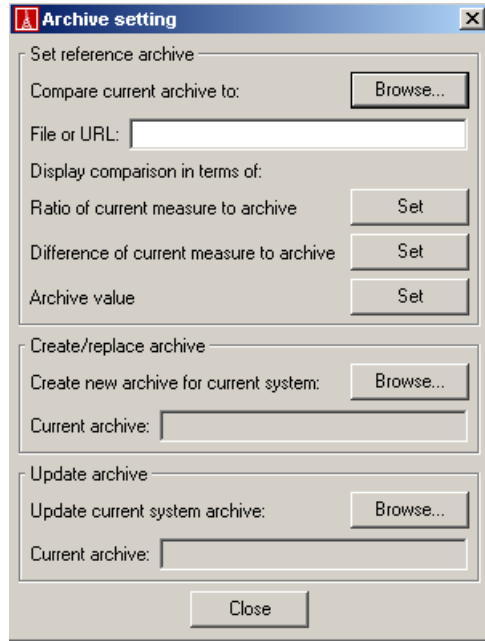 Archive setting
Set reference archive
Compare current archive to: Browse...
File or URL:
Display comparison in terms of:
Ratio of current measure to archive Set
Difference of current measure to archive Set
Archive value Set
Create/replace archive
Create new archive for current system: Browse...
Current archive:
Update archive
Update current system archive: Browse...
Current archive:
Close